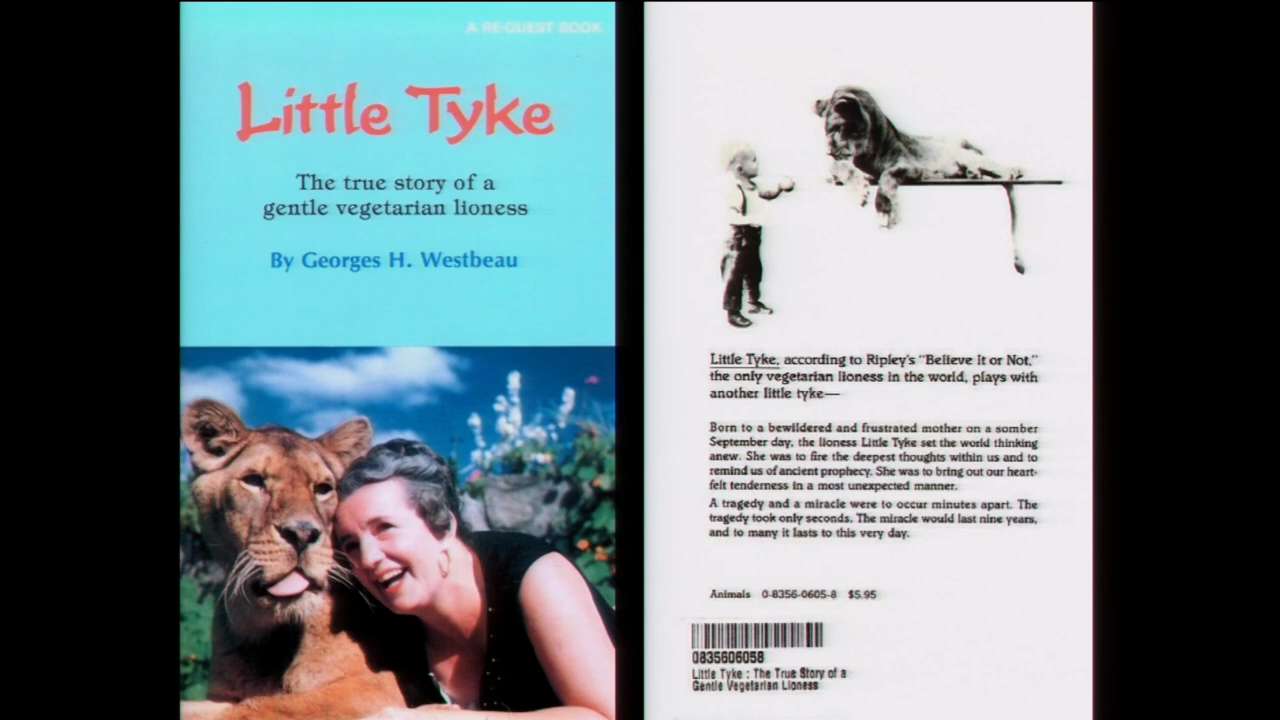 A RE-QUEST BOOK
Little Tyke
The true story of a
gentle vegetarian lioness
By Georges H. Westbeau
Little Tyke, according to Ripley's "Believe It or Not,"
the only vegetarian lioness in the world, plays with
another little tyke—
Born to a bewildered and frustrated mother on a somber
September day, the lioness Little Tyke set the world thinking
anew. She was to fire the deepest thoughts within us and to
remind us of ancient prophecy. She was to bring out our heart-
felt tenderness in a most unexpected manner.
A tragedy and a miracle were to occur minutes apart. The
tragedy took only seconds. The miracle would last nine years,
and to many it lasts to this very day.
Animals 0-8356-0605-8 $5.95
0835606058
Little Tyke : The True Story of a
Gentle Vegetarian Lioness